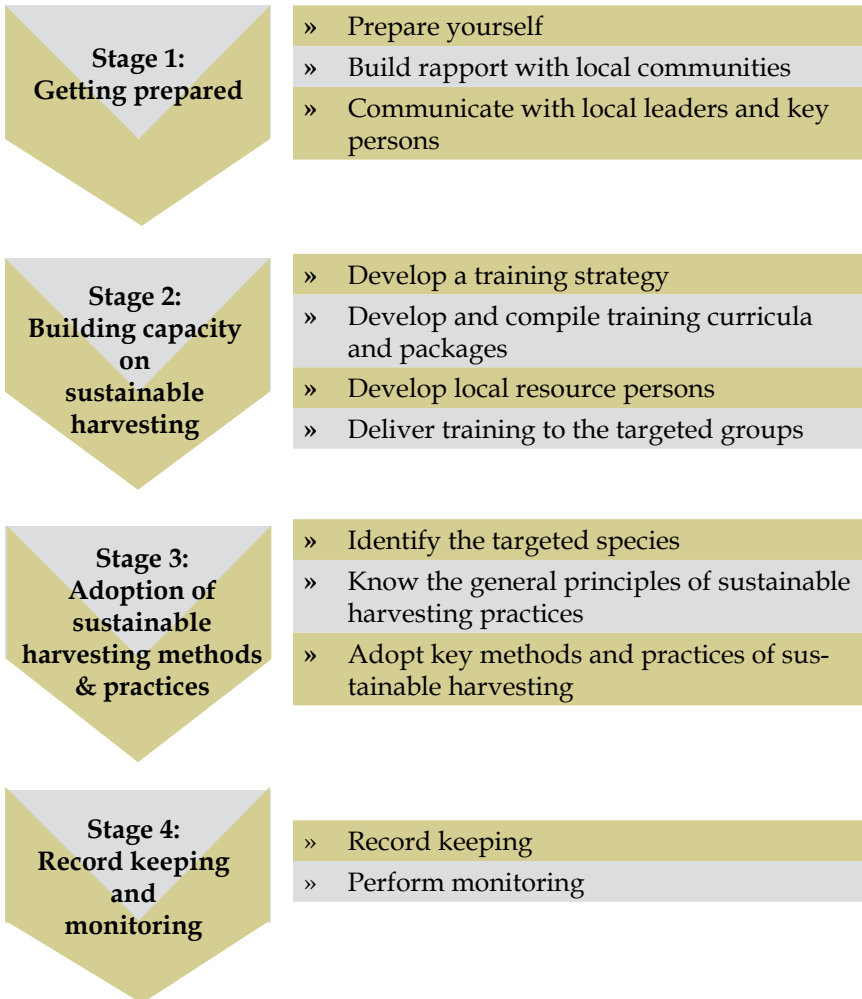 Stage 1:
Getting prepared
» Prepare yourself
» Build rapport with local communities
» Communicate with local leaders and key
persons
Stage 2:
Building capacity
on
sustainable
harvesting
» Develop a training strategy
» Develop and compile training curricula
and packages
» Develop local resource persons
» Deliver training to the targeted groups
Stage 3:
Adoption of
sustainable
harvesting methods
& practices
» Identify the targeted species
» Know the general principles of sustainable
harvesting practices
» Adopt key methods and practices of sus-
tainable harvesting
Stage 4:
Record keeping
and
monitoring
» Record keeping
» Perform monitoring